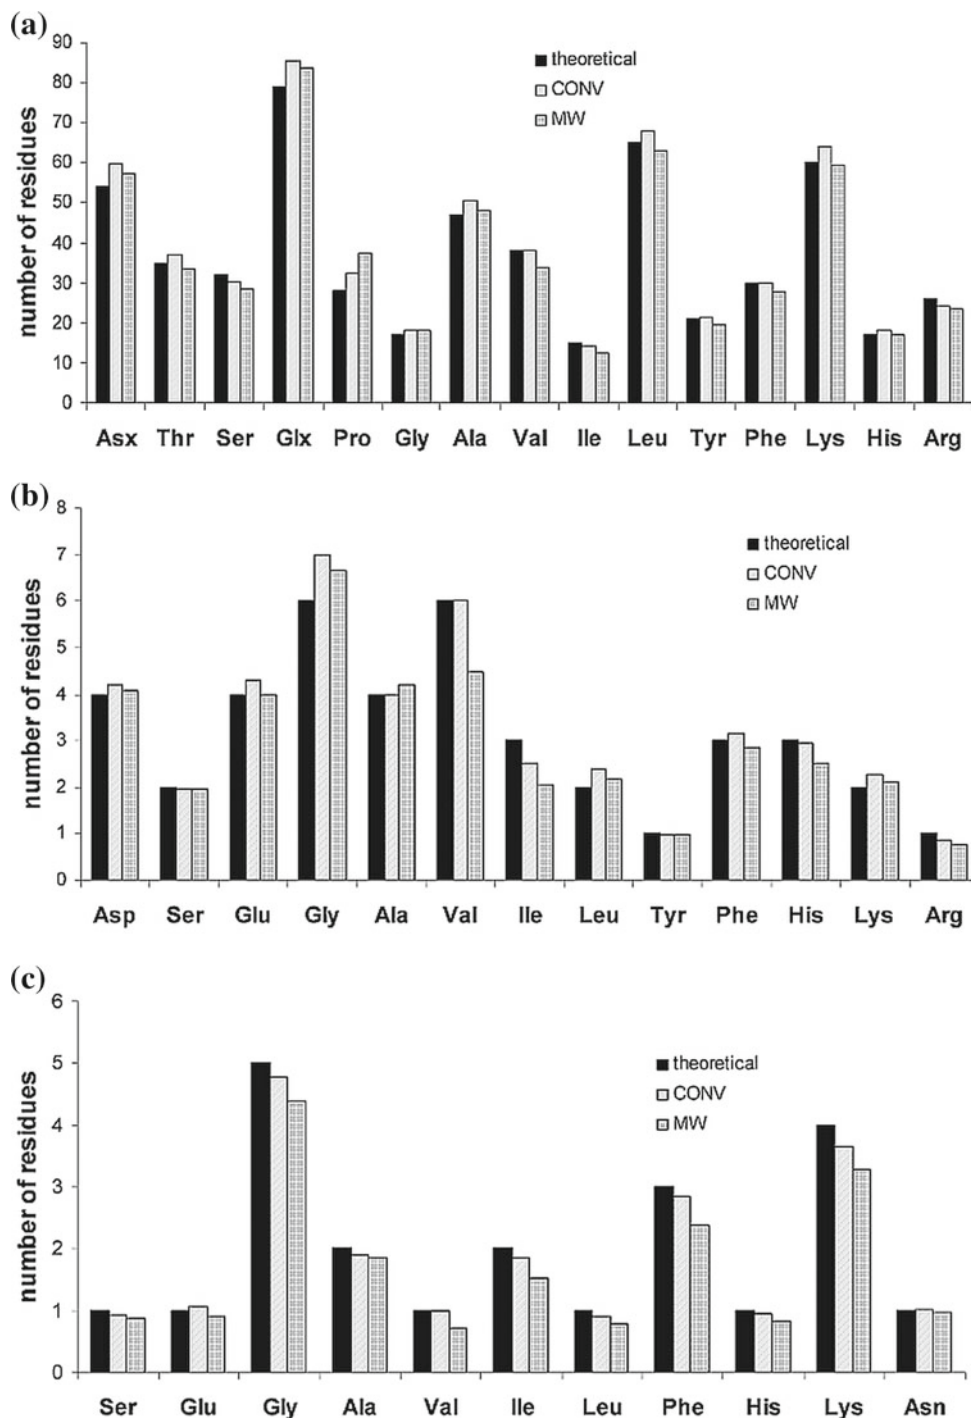 (a)
number of residues
90
80
70
60
50
40
30
20
10
0
theoretical
CONV
MW
Asx Thr Ser Glx Pro Gly Ala Val Ile Leu Tyr Phe Lys His Arg
(b)
number of residues
8
7
6
5
4
3
2
1
0
theoretical
CONV
MW
Asp Ser Glu Gly Ala Val Ile Leu Tyr Phe His Lys Arg
(c)
number of residues
6
5
4
3
2
1
0
theoretical
CONV
MW
Ser Glu Gly Ala Val Ile Leu Phe His Lys Asn